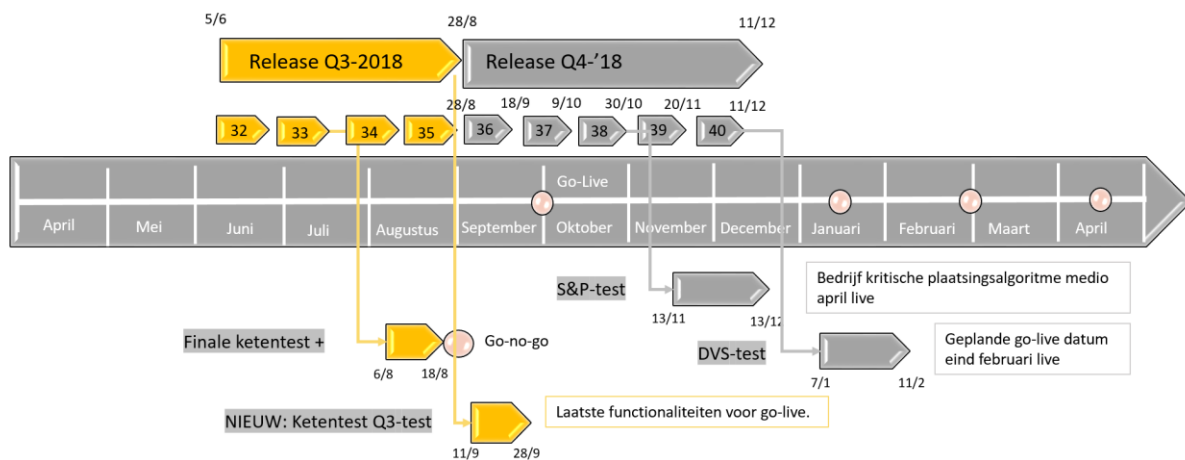 5/6
28/8
11/12
Release Q3-2018
Release Q4-'18
28/8
18/9
9/10
30/10
20/11
11/12
32
33
34
35
36
37
38
39
40
Go-Live
April
Mei
Juni
Juli
Augustus
September
Oktober
November
December
Januari
Februari
Maart
April
S&P-test
13/11
13/12
Bedrijf kritische plaatsingsalgoritme medio
april live
Finale ketentest +
6/8
18/8
Go-no-go
DVS-test
7/1
11/2
Geplande go-live datum
eind februari live
NIEUW: Ketentest Q3-test
11/9
28/9
Laatste functionaliteiten voor go-live.